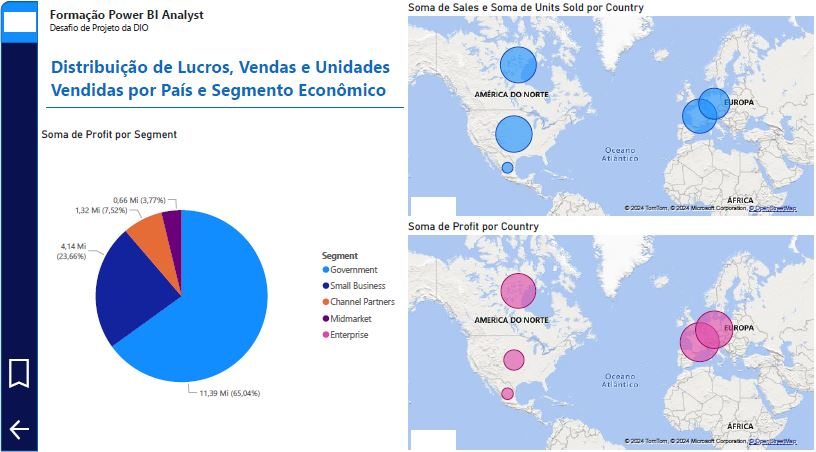 Formação Power BI Analyst
Desafio de Projeto da DIO
Distribuição de Lucros, Vendas e Unidades
Vendidas por País e Segmento Econômico
Soma de Profit por Segment
0,66 Mi (3,77%)
1,32 Mi (7,52%)
4,14 Mi
(23,66%)
11,39 Mi (65,04%)
Segment
Government
Small Business
Channel Partners
Midmarket
Enterprise
Soma de Sales e Soma de Units Sold por Country
AMÉRICA DO NORTE
EUROPA
Oceano
Atlântico
ÁFRICA
© 2024 TomTom, © 2024 Microsoft Corporation, © OpenStreetMap
Soma de Profit por Country
AMÉRICA DO NORTE
EUROPA
Oceano
Atlântico
ÁFRICA
© 2024 TomTom, © 2024 Microsoft Corporation, © OpenStreetMap